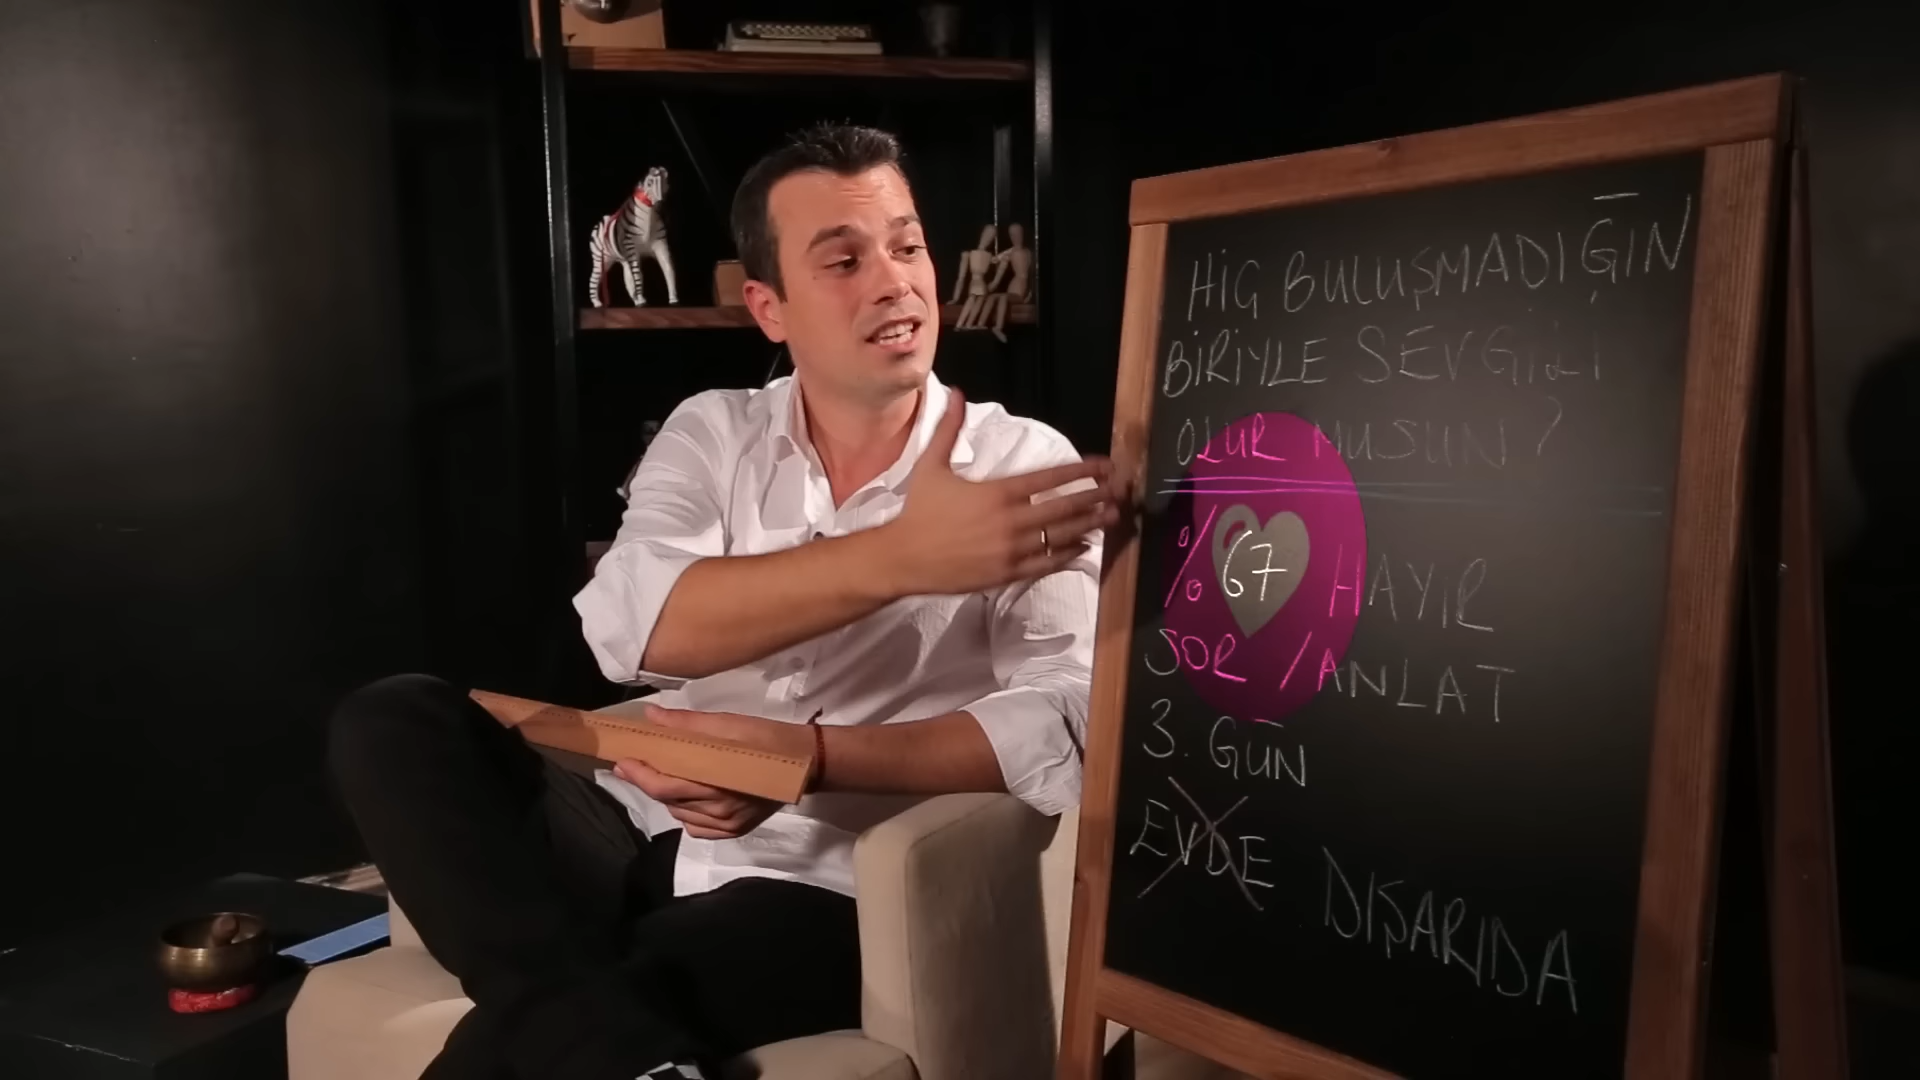 HİÇ BULUŞMADIĞIN
BİRİYLE SEVGİLİ
OLUR MUSUN?
%67 HAYIR
SOR / ANLAT
3. GÜN
EVDE DIŞARIDA